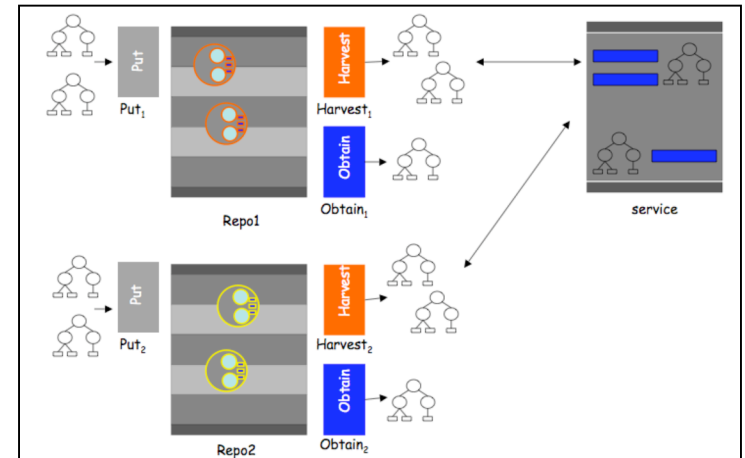 Put
Harvest
Put₁
Harvest₁
Obtain
Obtain₁
Repo1
service
Put
Harvest
Put₂
Harvest₂
Obtain
Obtain₂
Repo2